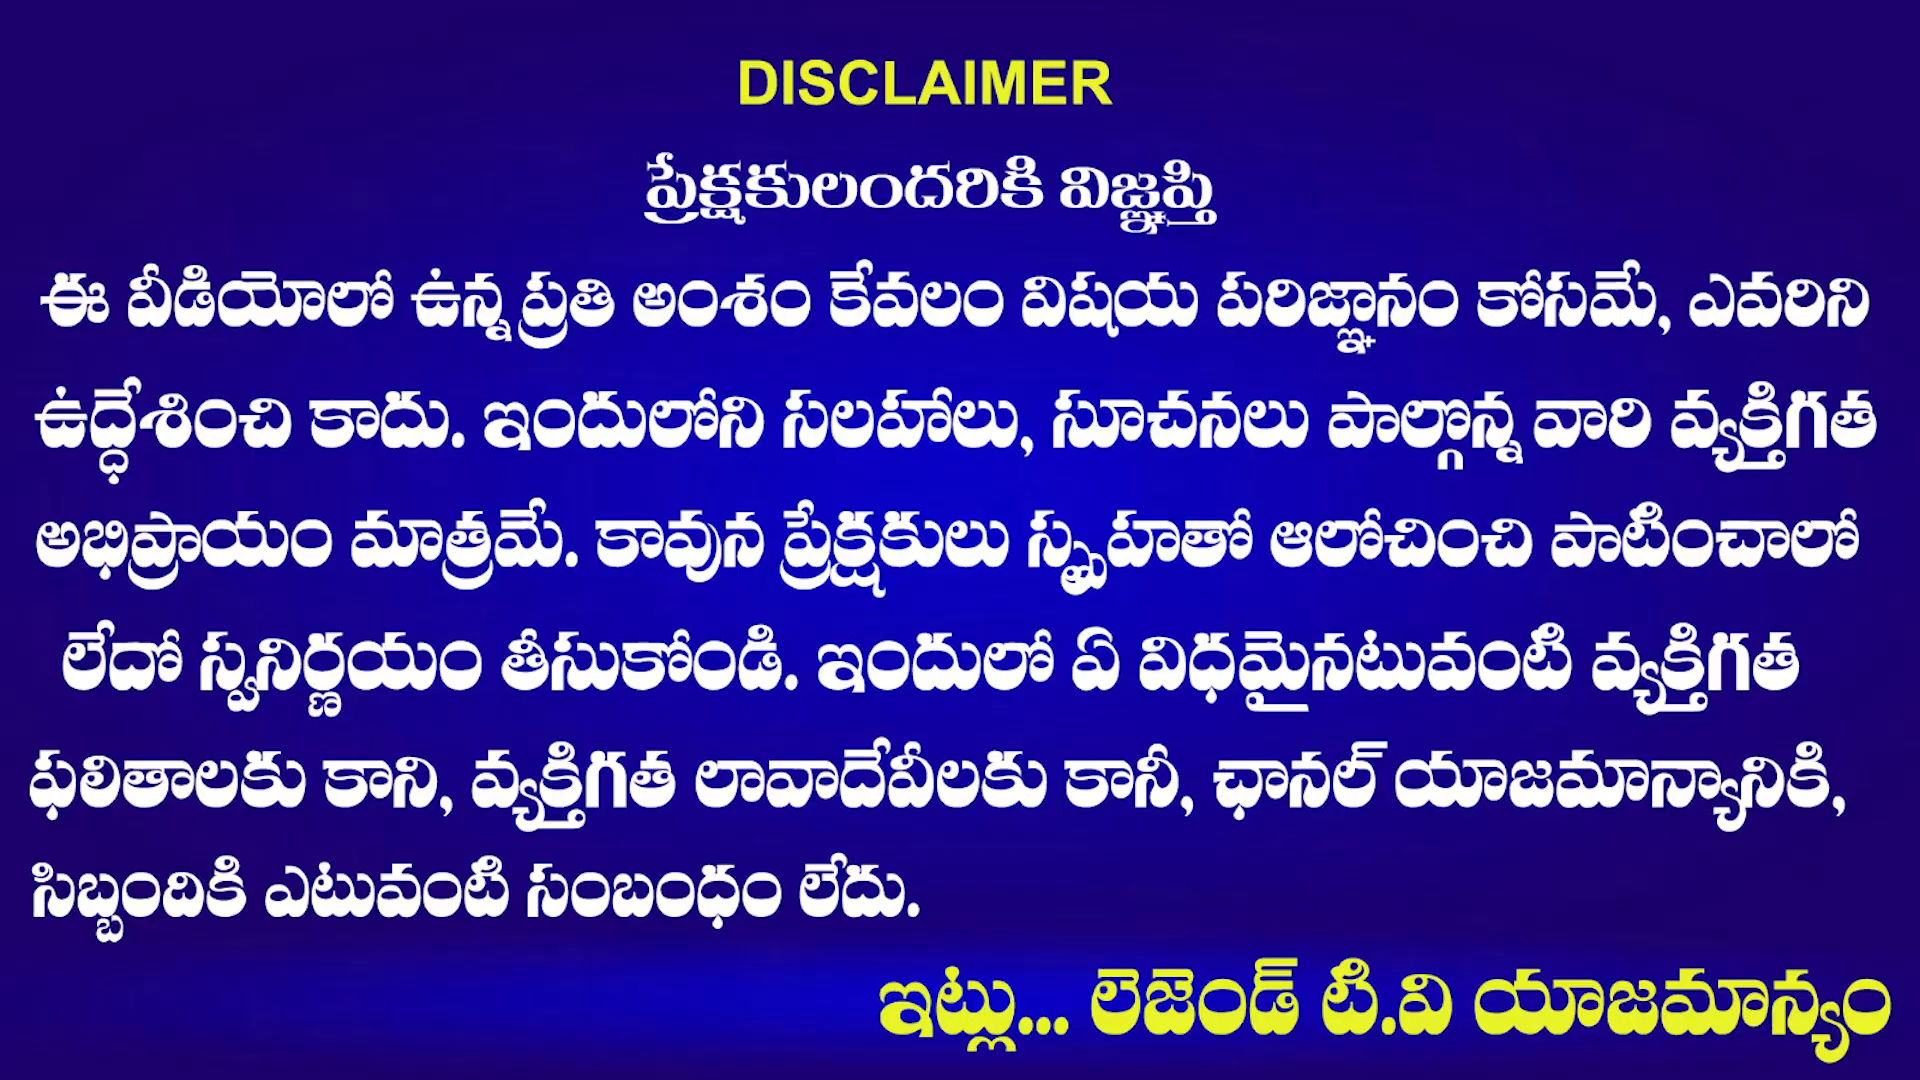 DISCLAIMER
ప్రేక్షకులందరికి విజ్ఞప్తి
ఈ వీడియోలో ఉన్న ప్రతి అంశం కేవలం విషయ పరిజ్ఞానం కోసమే, ఎవరిని
ఉద్ధేశించి కాదు. ఇందులోని సలహాలు, సూచనలు పాల్గొన్న వారి వ్యక్తిగత
అభిప్రాయం మాత్రమే. కావున ప్రేక్షకులు స్పృహతో ఆలోచించి పాటించాలో
లేదో స్వనిర్ణయం తీసుకోండి. ఇందులో ఏ విధమైనటువంటి వ్యక్తిగత
ఫలితాలకు కాని, వ్యక్తిగత లావాదేవీలకు కానీ, ఛానల్ యాజమాన్యానికి,
సిబ్బందికి ఎటువంటి సంబంధం లేదు.
ఇట్లు... లెజెండ్ టి.వి యాజమాన్యం